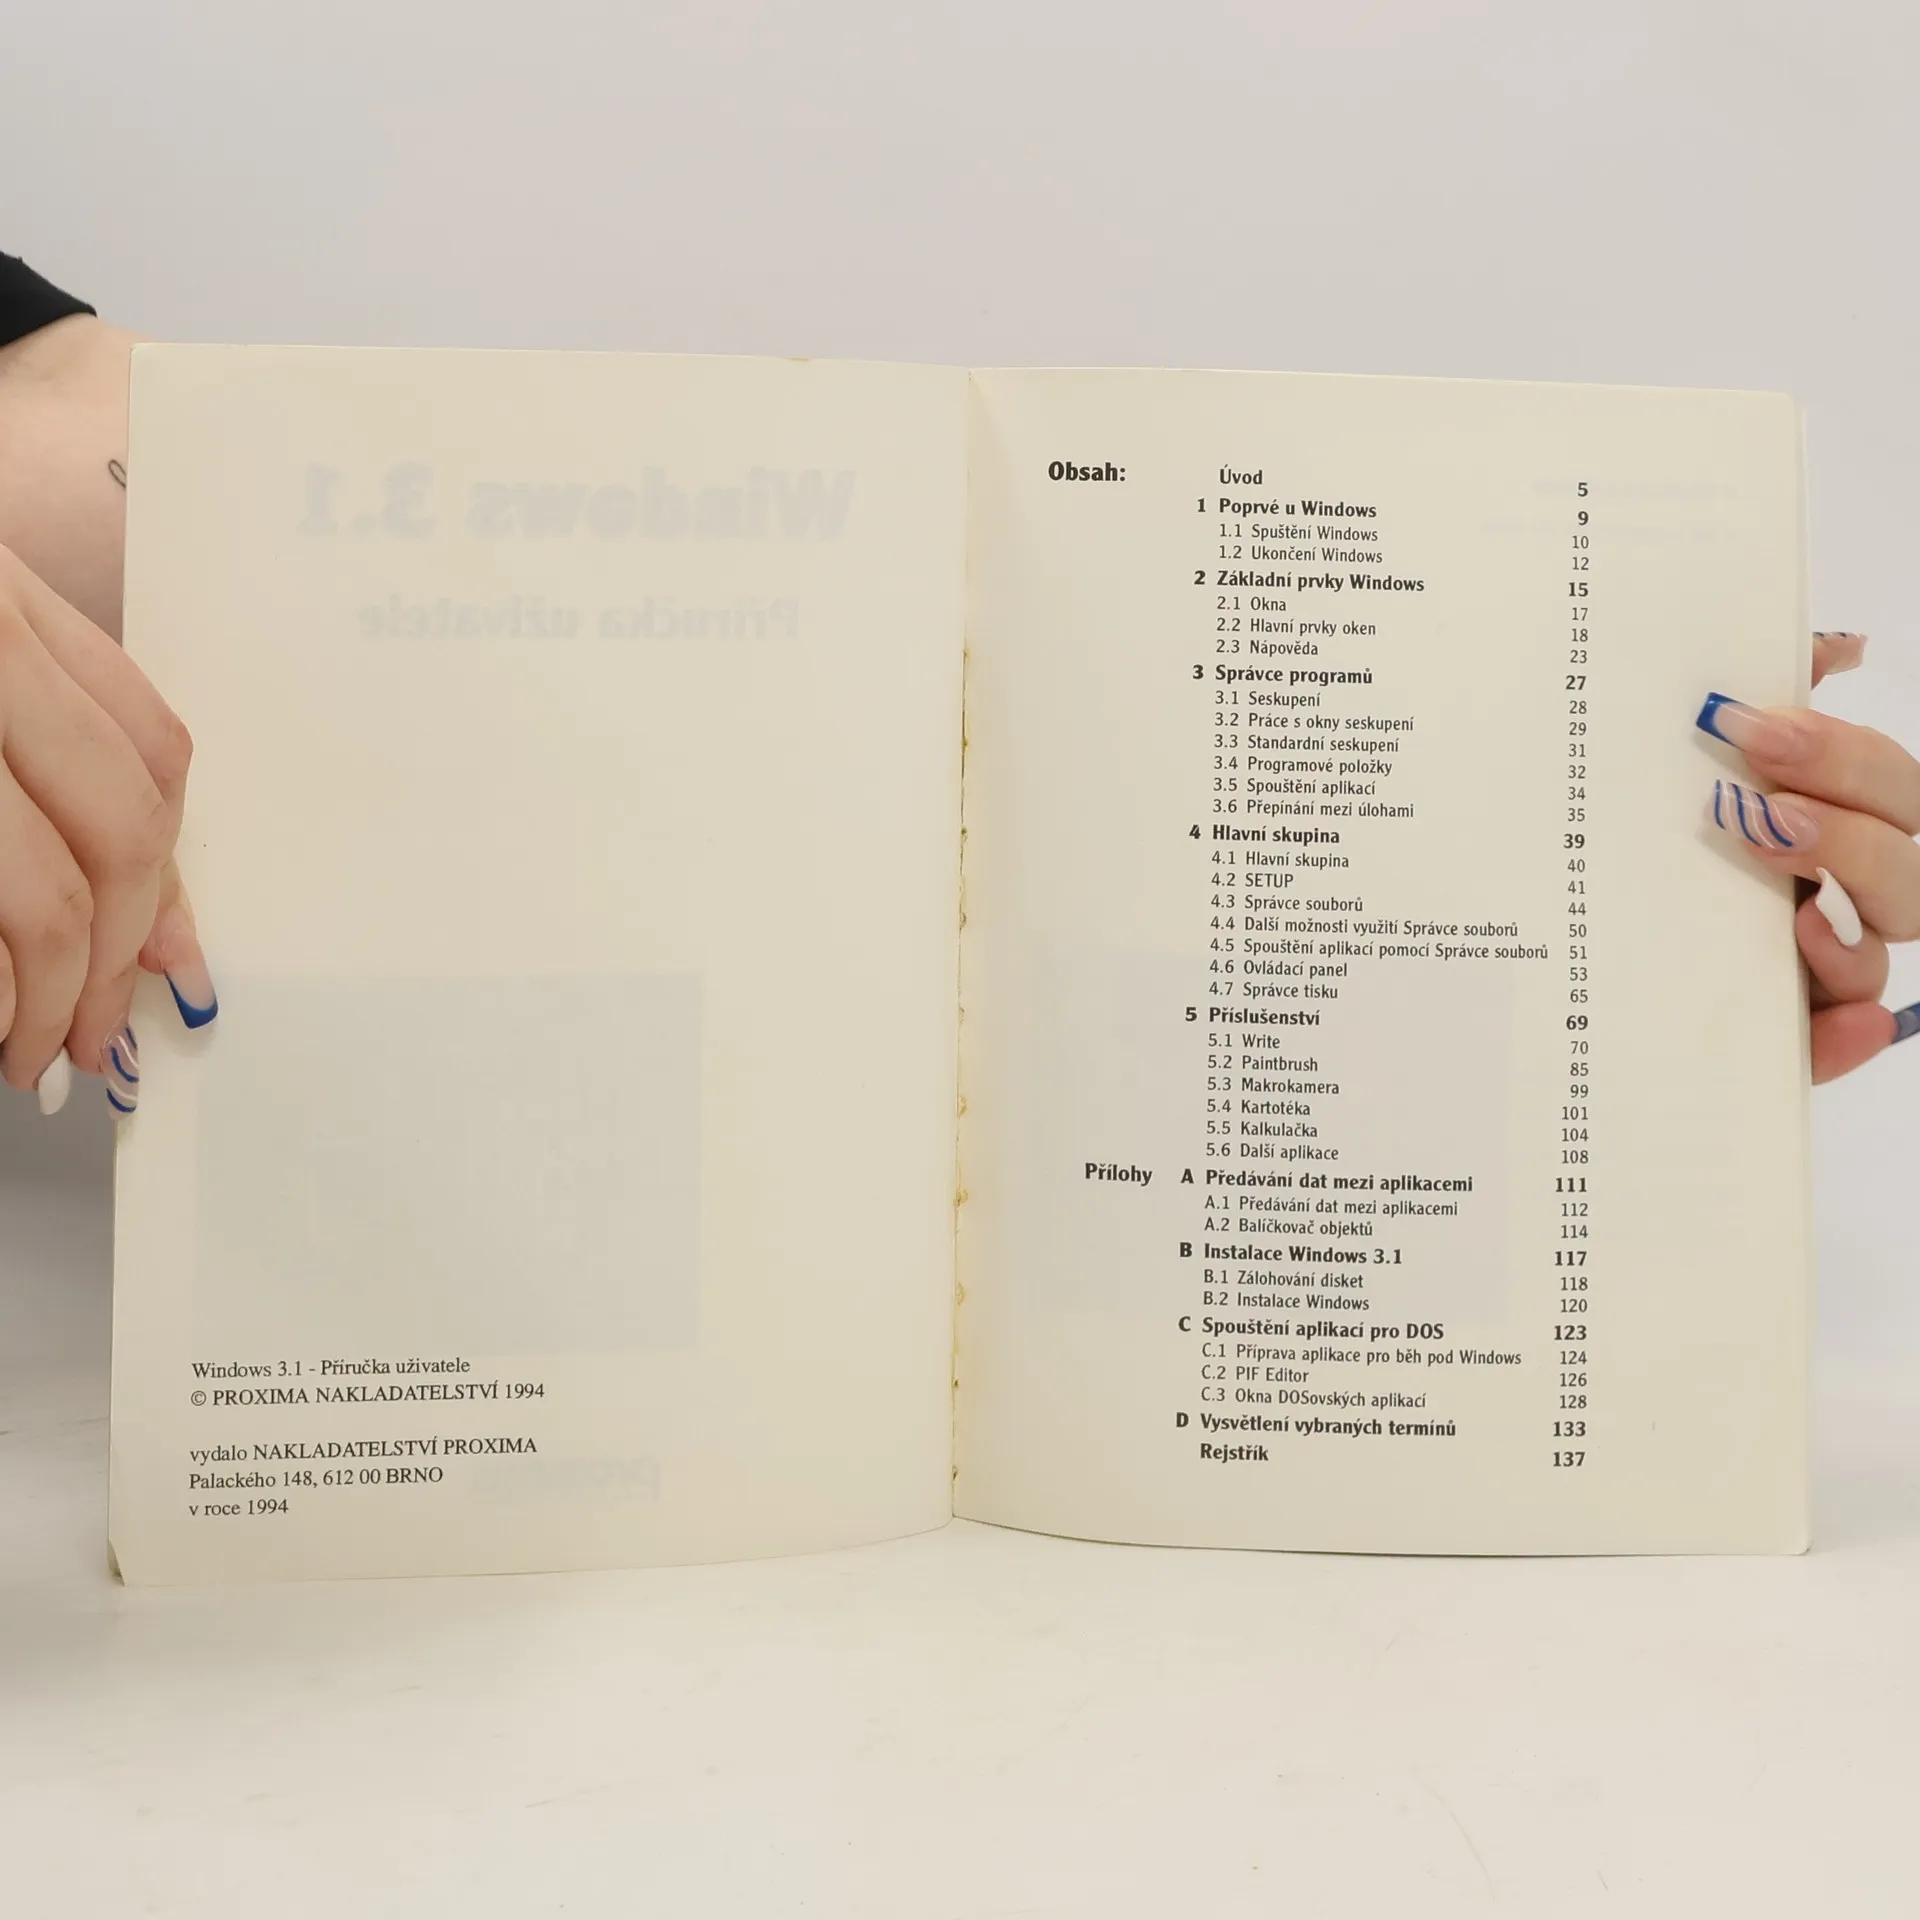 Windows 3.1
Příručka uživatele
Windows 3.1 - Příručka uživatele
© PROXIMA NAKLADATELSTVÍ 1994
vydalo NAKLADATELSTVÍ PROXIMA
Palackého 148, 612 00 BRNO
v roce 1994
Obsah: Úvod 5
1 Poprvé u Windows 9
1.1 Spuštění Windows 10
1.2 Ukončení Windows 12
2 Základní prvky Windows 15
2.1 Okna 17
2.2 Hlavní prvky oken 18
2.3 Nápověda 23
3 Správce programů 27
3.1 Seskupení 28
3.2 Práce s okny seskupení 29
3.3 Standardní seskupení 31
3.4 Programové položky 32
3.5 Spouštění aplikací 34
3.6 Přepínání mezi úlohami 35
4 Hlavní skupina 39
4.1 Hlavní skupina 40
4.2 SETUP 41
4.3 Správce souborů 44
4.4 Další možnosti využití Správce souborů 50
4.5 Spouštění aplikací pomocí Správce souborů 51
4.6 Ovládací panel 53
4.7 Správce tisku 65
5 Příslušenství 69
5.1 Write 70
5.2 Paintbrush 85
5.3 Makrokamera 99
5.4 Kartotéka 101
5.5 Kalkulačka 104
5.6 Další aplikace 108
Přílohy A Předávání dat mezi aplikacemi 111
A.1 Předávání dat mezi aplikacemi 112
A.2 Balíčkovač objektů 114
B Instalace Windows 3.1 117
B.1 Zálohování disket 118
B.2 Instalace Windows 120
C Spouštění aplikací pro DOS 123
C.1 Příprava aplikace pro běh pod Windows 124
C.2 PIF Editor 126
C.3 Okna DOSovských aplikací 128
D Vysvětlení vybraných termínů 133
Rejstřík 137